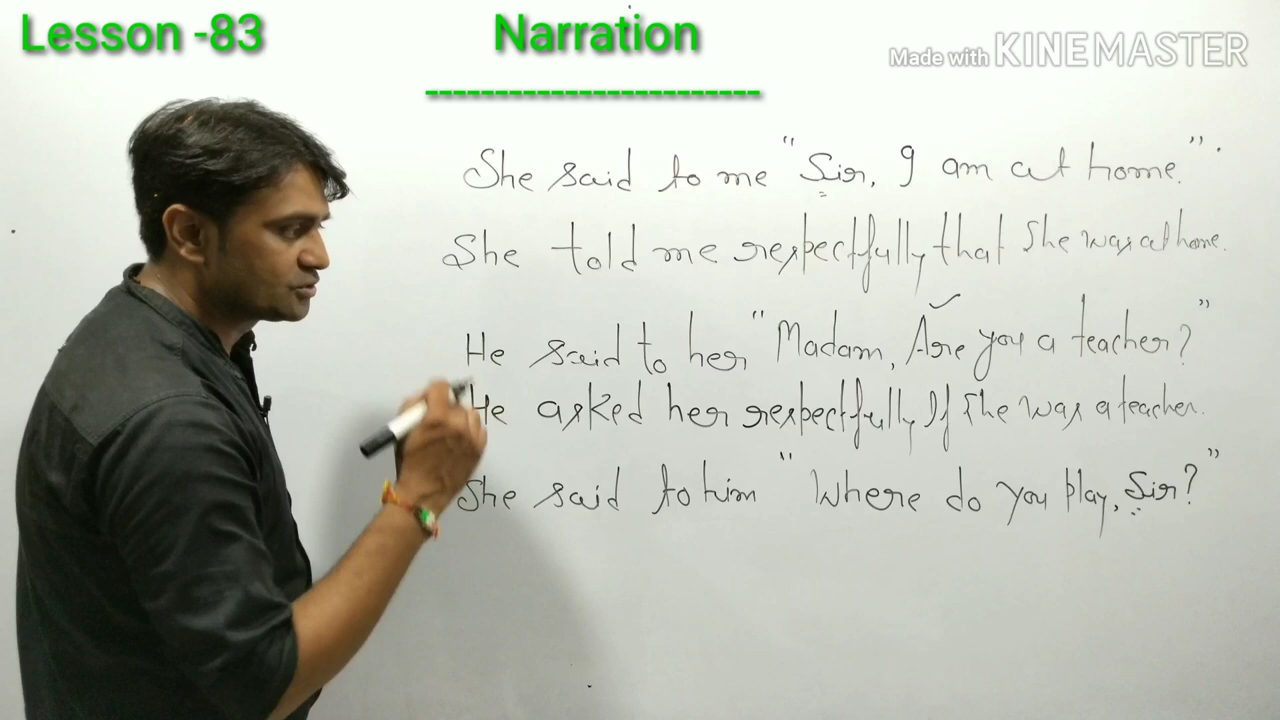 Lesson -83
Narration
Made with KINEMASTER
She said to me "Sir, I am at home.".
She told me respectfully that she was at home.
He said to her "Madam, Are you a teacher?"
He asked her respectfully If she was a teacher.
She said to him "Where do you play, Sir?"